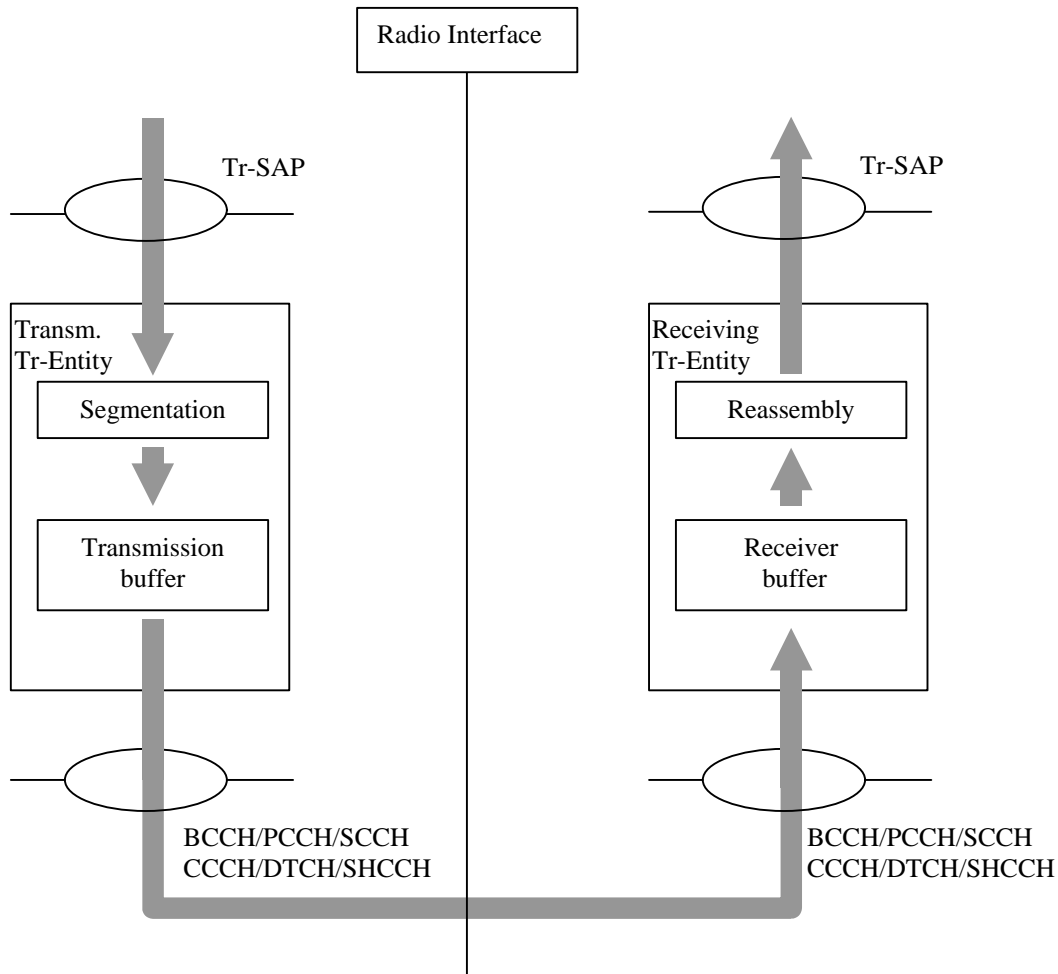 Radio Interface
Tr-SAP
Tr-SAP
Transm.
Tr-Entity
Receiving
Tr-Entity
Segmentation
Reassembly
Transmission
buffer
Receiver
buffer
BCCH/PCCH/SCCH
CCCH/DTCH/SHCCH
BCCH/PCCH/SCCH
CCCH/DTCH/SHCCH